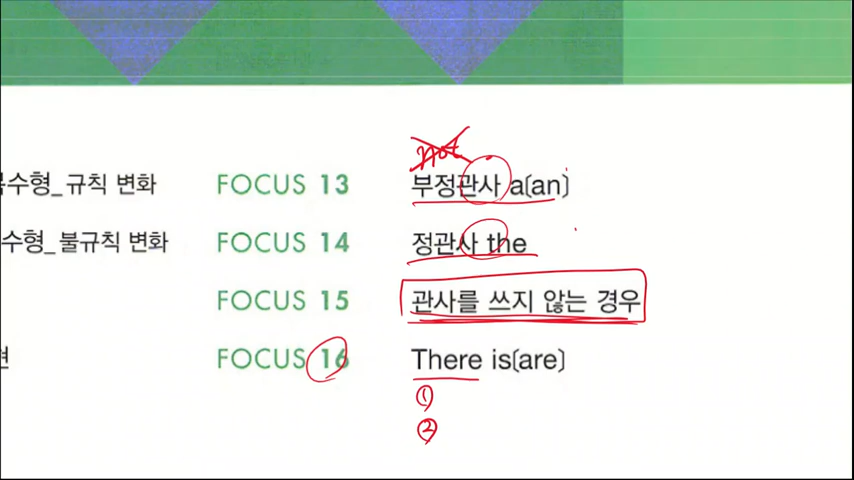 not
수형_규칙 변화 FOCUS 13 부정관사 a(an)
수형_불규칙 변화 FOCUS 14 정관사 the
FOCUS 15 관사를 쓰지 않는 경우
FOCUS 16 There is(are)
①
②